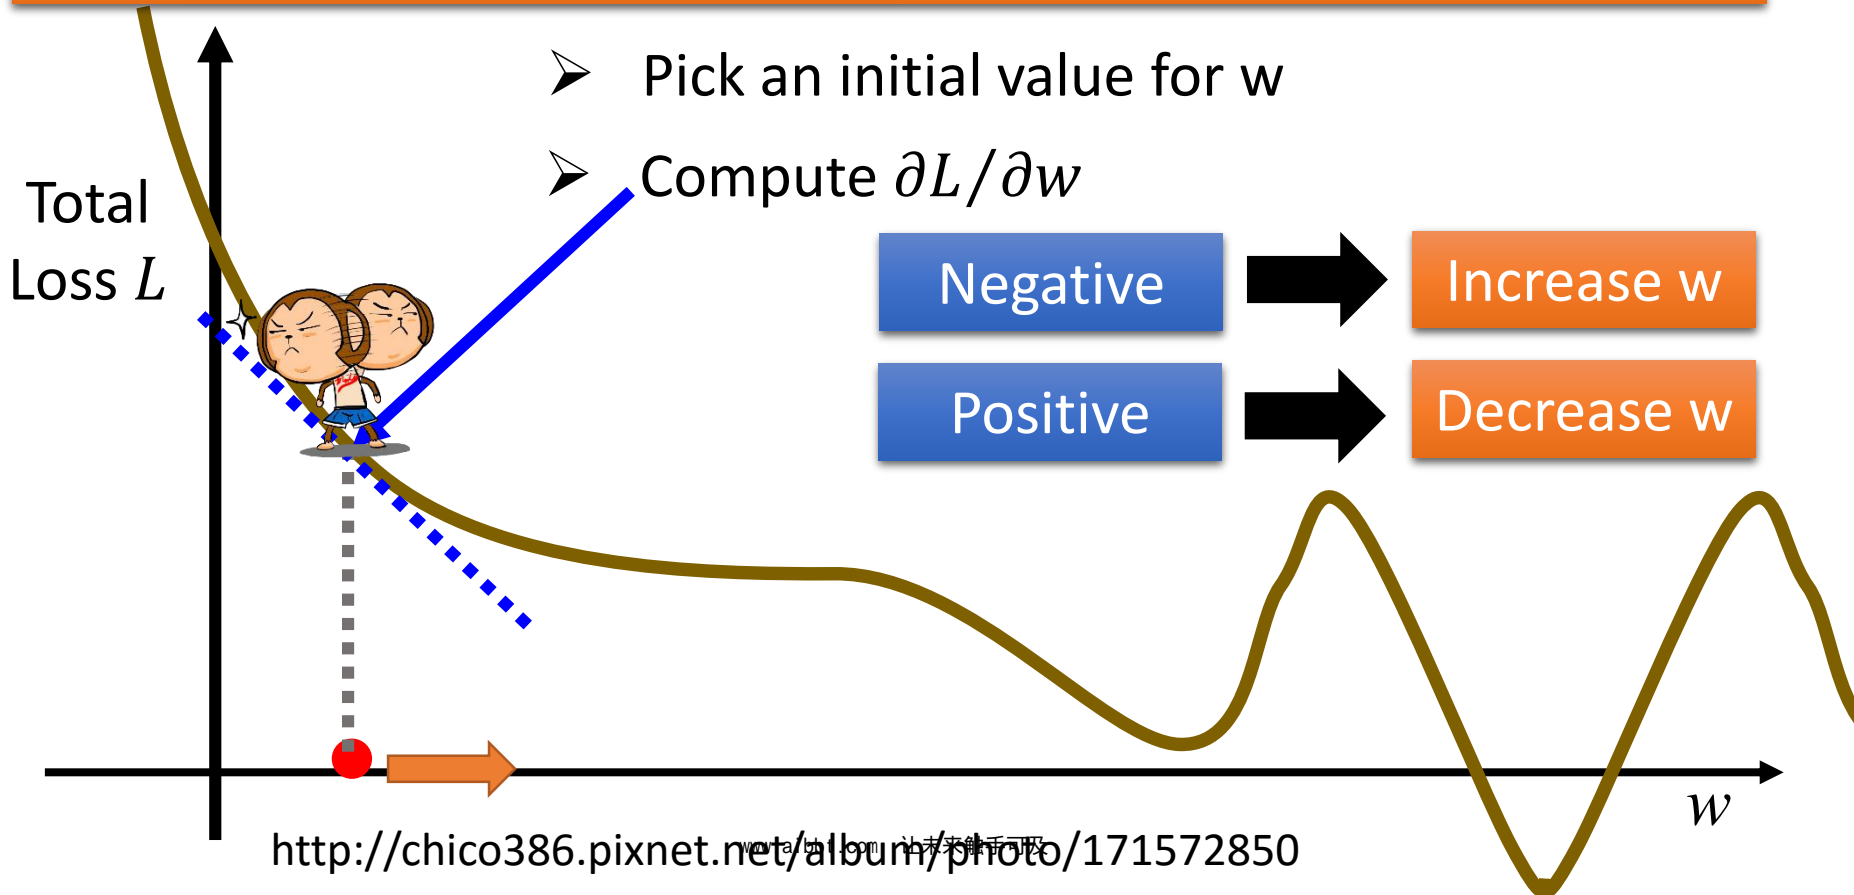 ➢ Pick an initial value for w
➢ Compute ∂L/∂w
Total
Loss L
Negative
Increase w
Positive
Decrease w
w
http://chico386.pixnet.net/album/photo/171572850